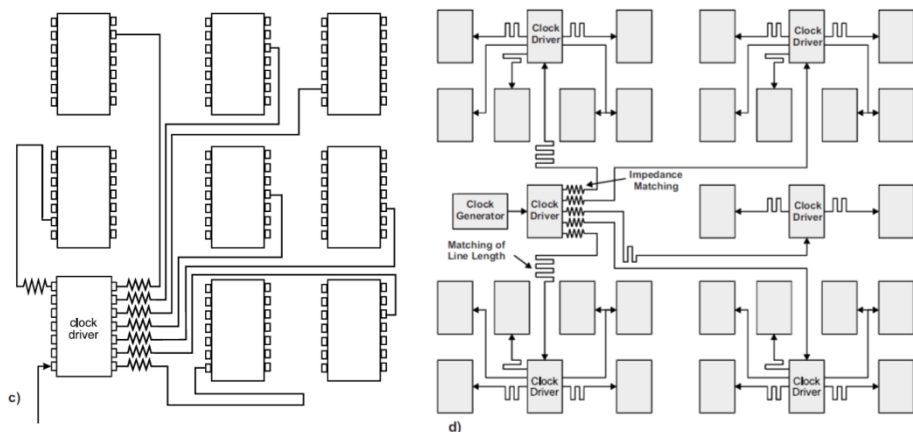 clock
driver
c)
Clock
Driver
Clock
Driver
Impedance
Matching
Clock
Generator
Clock
Driver
Clock
Driver
Matching of
Line Length
Clock
Driver
Clock
Driver
d)